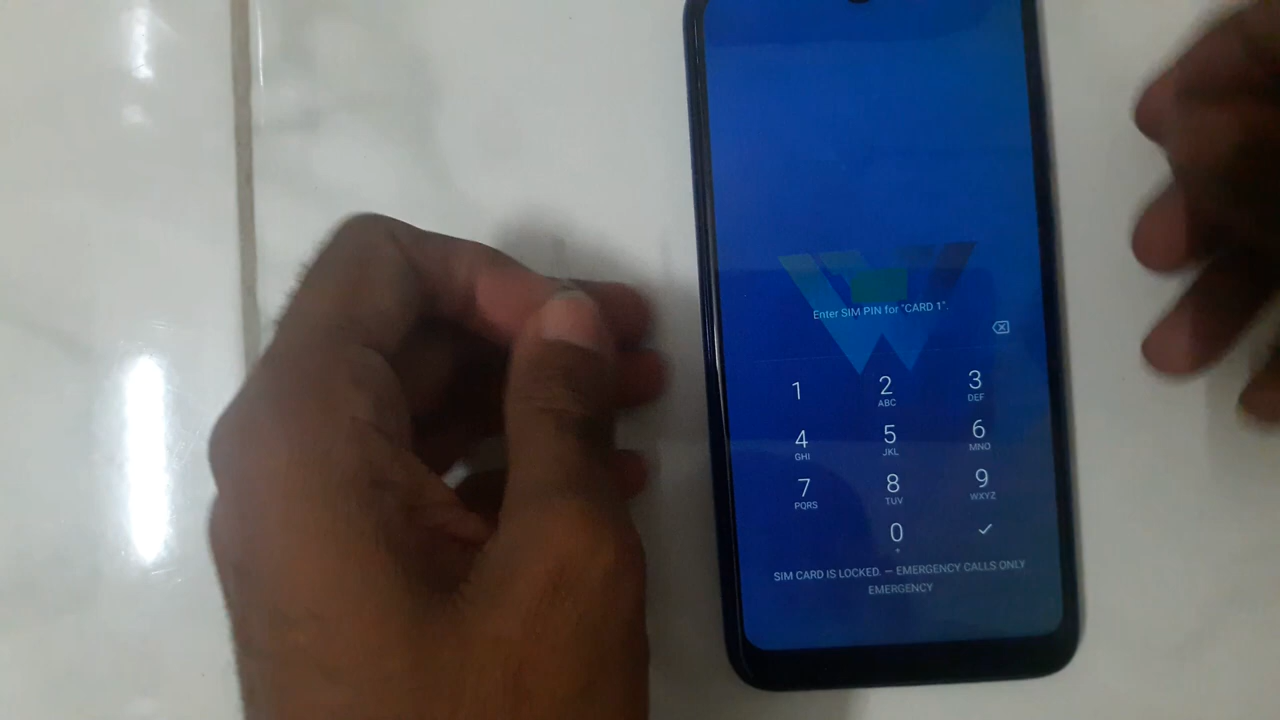 Enter SIM PIN for "CARD 1".
1 2 3
ABC DEF
4 5 6
GHI JKL MNO
7 8 9
PQRS TUV WXYZ
0
+
SIM CARD IS LOCKED. — EMERGENCY CALLS ONLY
EMERGENCY